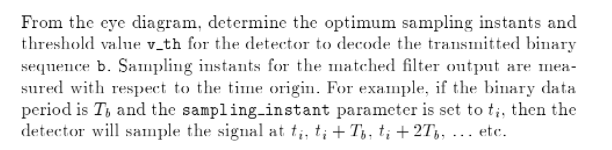 From the eye diagram, determine the optimum sampling instants and
threshold value v_th for the detector to decode the transmitted binary
sequence b. Sampling instants for the matched filter output are mea-
sured with respect to the time origin. For example, if the binary data
period is T_b and the sampling_instant parameter is set to t_i, then the
detector will sample the signal at t_i, t_i + T_b, t_i + 2T_b, ... etc.